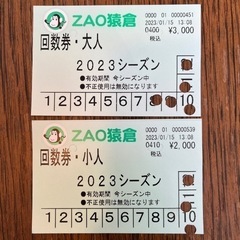 ZAO猿倉
0000 01 00000451
2023/01/15 13:08
0400 ¥3,000
税込
回数券・大人
2023シーズン
●有効期間 今シーズン中
●不正使用は無効になります
1 2 3 4 5 6 7 8 10
ZAO猿倉
0000 01 00000539
2023/01/15 13:08
0410 ¥2,000
税込
回数券・小人
2023シーズン
●有効期間 今シーズン中
●不正使用は無効になります
1 2 3 4 5 6 7 8 9 10